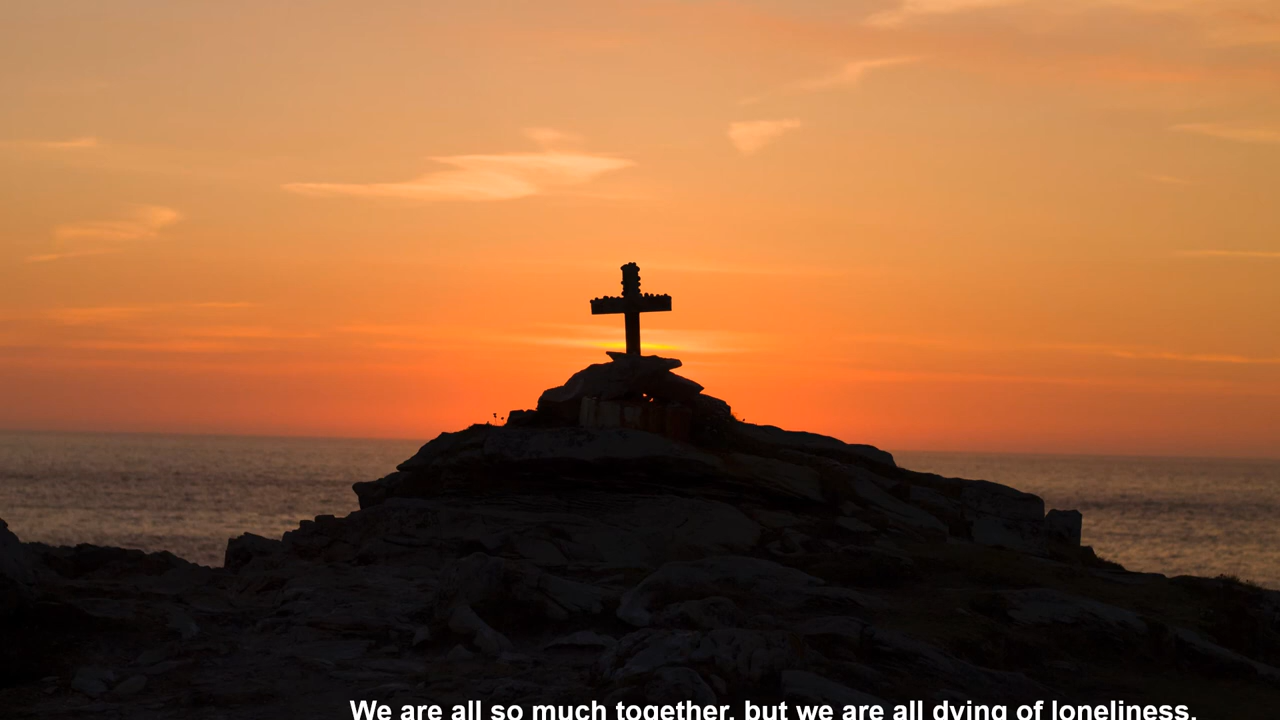 We are all so much together, but we are all dying of loneliness.